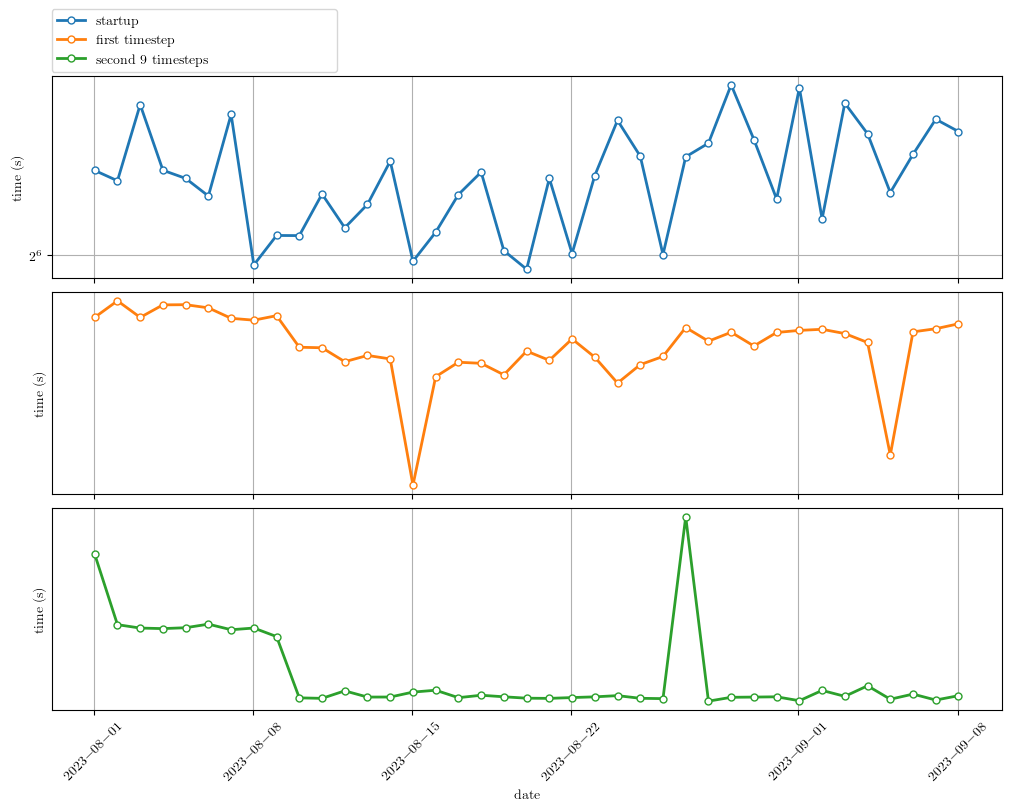 startup
first timestep
second 9 timesteps
time (s)
2^6
time (s)
time (s)
2023−08−01
2023−08−08
2023−08−15
2023−08−22
2023−09−01
2023−09−08
date